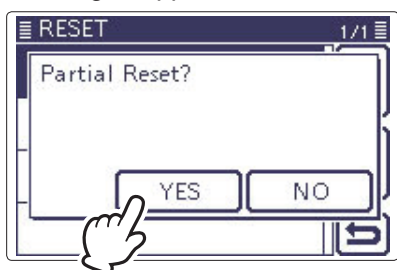 RESET 1/1
Partial Reset?
YES NO